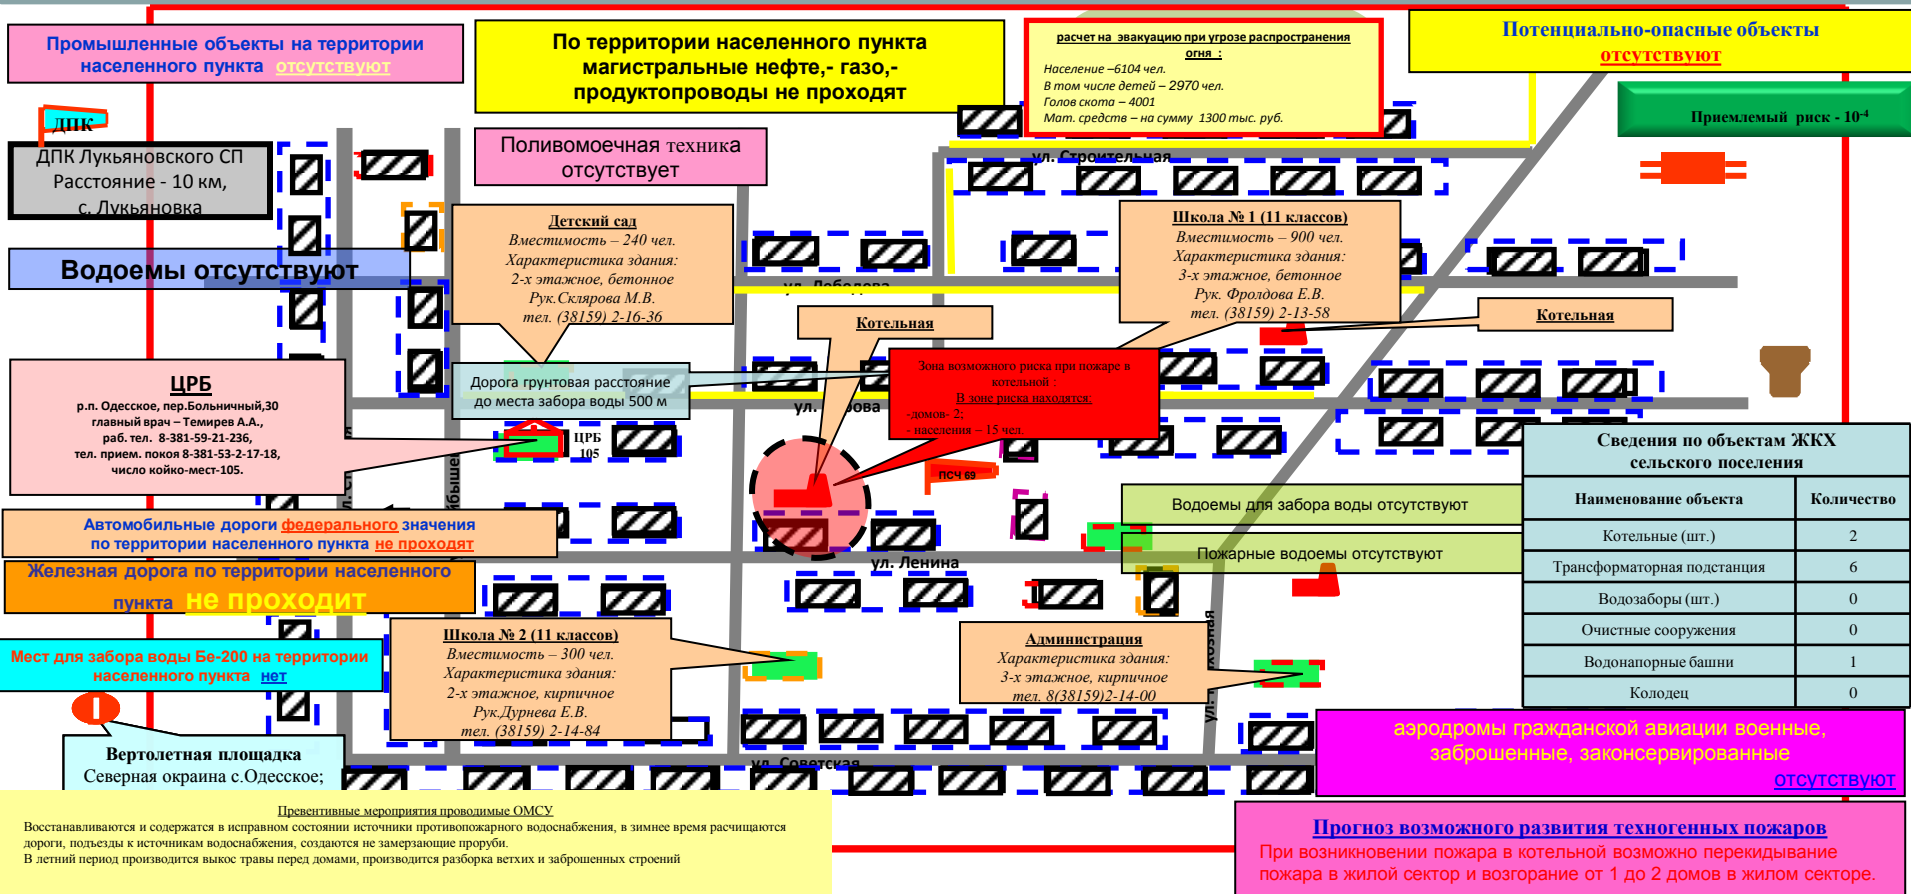 Промышленные объекты на территории
населенного пункта отсутствуют
По территории населенного пункта
магистральные нефте,- газо,-
продуктопроводы не проходят
расчет на эвакуацию при угрозе распространения
огня :
Население –6104 чел.
В том числе детей – 2970 чел.
Голов скота – 4001
Мат. средств – на сумму 1300 тыс. руб.
Потенциально-опасные объекты
отсутствуют
Приемлемый риск - 10-4
ДПК
ДПК Лукьяновского СП
Расстояние - 10 км,
с. Лукьяновка
Поливомоечная техника
отсутствует
ул. Строительная
Водоемы отсутствуют
Детский сад
Вместимость – 240 чел.
Характеристика здания:
2-х этажное, бетонное
Рук.Склярова М.В.
тел. (38159) 2-16-36
Школа № 1 (11 классов)
Вместимость – 900 чел.
Характеристика здания:
3-х этажное, бетонное
Рук. Фролдова Е.В.
тел. (38159) 2-13-58
ул.
Котельная
Котельная
ЦРБ
р.п. Одесское, пер.Больничный,30
главный врач – Темирев А.А.,
раб. тел. 8-381-59-21-236,
тел. прием. покоя 8-381-53-2-17-18,
число койко-мест-105.
Дорога грунтовая расстояние
до места забора воды 500 м
Зона возможного риска при пожаре в
котельной :
В зоне риска находятся:
-домов- 2;
- населения – 15 чел.
ул.
ЦРБ
105
ПСЧ 69
Водоемы для забора воды отсутствуют
Пожарные водоемы отсутствуют
Сведения по объектам ЖКХ
сельского поселения
Наименование объекта Количество
Котельные (шт.) 2
Трансформаторная подстанция 6
Водозаборы (шт.) 0
Очистные сооружения 0
Водонапорные башни 1
Колодец 0
Автомобильные дороги федерального значения
по территории населенного пункта не проходят
ул. Ленина
Железная дорога по территории населенного
пункта не проходит
Мест для забора воды Бе-200 на территории
населенного пункта нет
Школа № 2 (11 классов)
Вместимость – 300 чел.
Характеристика здания:
2-х этажное, кирпичное
Рук.Дурнева Е.В.
тел. (38159) 2-14-84
Администрация
Характеристика здания:
3-х этажное, кирпичное
тел. 8(38159)2-14-00
Вертолетная площадка
Северная окраина с.Одесское;
ул. Советская
аэродромы гражданской авиации военные,
заброшенные, законсервированные
отсутствуют
Превентивные мероприятия проводимые ОМСУ
Восстанавливаются и содержатся в исправном состоянии источники противопожарного водоснабжения, в зимнее время расчищаются
дороги, подъезды к источникам водоснабжения, создаются не замерзающие проруби.
В летний период производится выкос травы перед домами, производится разборка ветхих и заброшенных строений
Прогноз возможного развития техногенных пожаров
При возникновении пожара в котельной возможно перекидывание
пожара в жилой сектор и возгорание от 1 до 2 домов в жилом секторе.